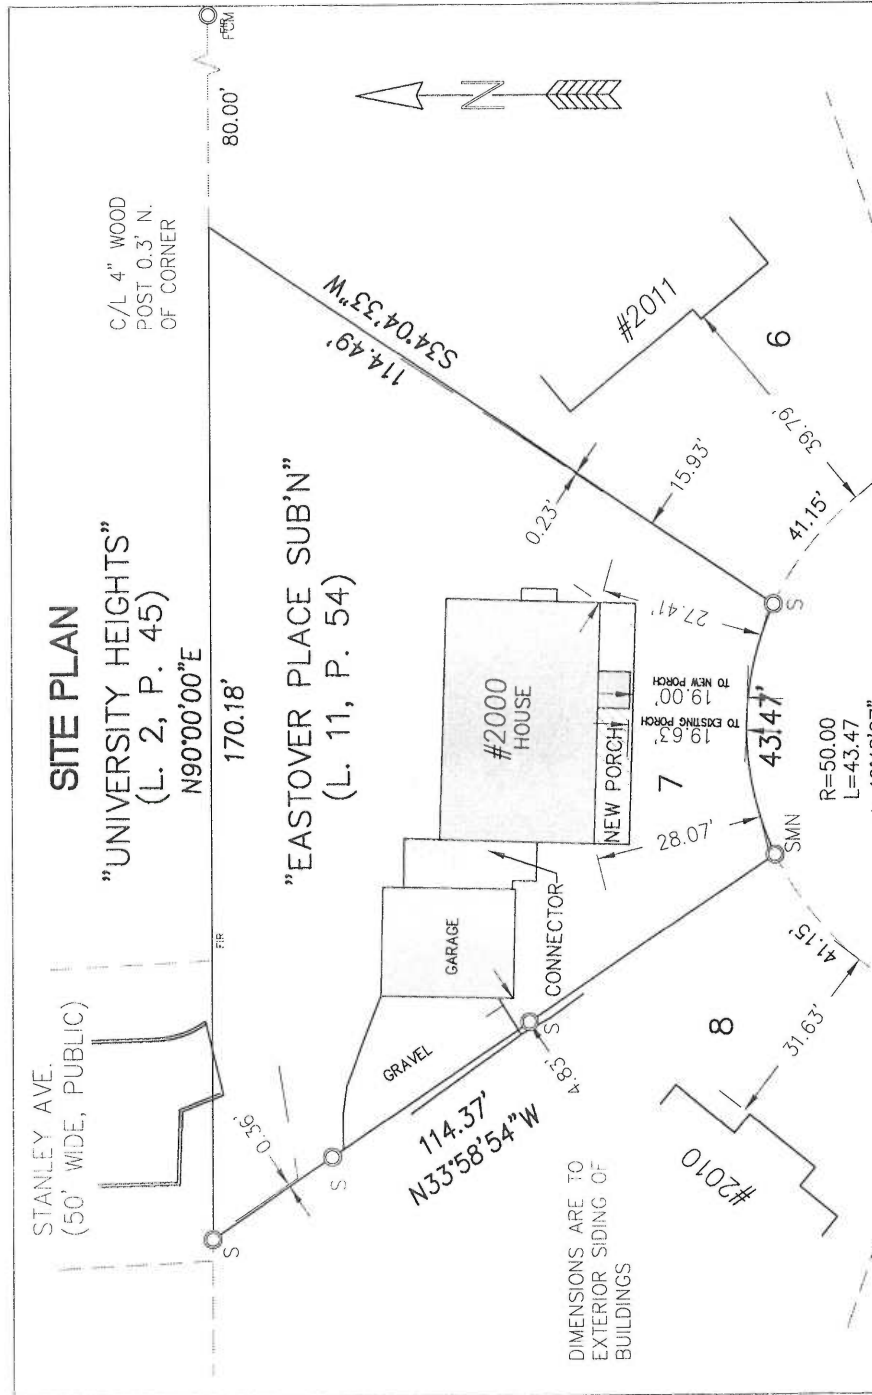 SITE PLAN
"UNIVERSITY HEIGHTS"
(L. 2, P. 45)
N90°00'00"E
170.18'
STANLEY AVE.
(50' WIDE, PUBLIC)
FIR
C/L 4" WOOD
POST 0.3' N.
OF CORNER
80.00'
FIR
N
"EASTOVER PLACE SUB'N"
(L. 11, P. 54)
S
0.36'
S
GRAVEL
GARAGE
CONNECTOR
#2000
HOUSE
NEW PORCH
114.49'
S34°04'33"W
0.23'
15.93'
#2011
6
39.79'
41.15'
S
114.37'
N33°58'54"W
S
4.83'
7
28.07'
19.63'
TO EXISTING PORCH
19.00'
TO NEW PORCH
27.41'
43.47'
SMN
R=50.00
L=43.47
8
31.63'
41.15'
#2010
DIMENSIONS ARE TO
EXTERIOR SIDING OF
BUILDINGS